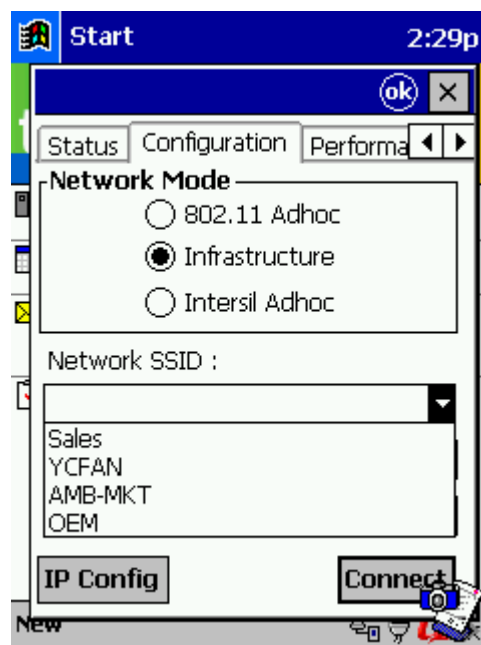 Start 2:29p
ok
Status Configuration Performa
Network Mode
802.11 Adhoc
Infrastructure
Intersil Adhoc
Network SSID :
Sales
YCFAN
AMB-MKT
OEM
IP Config Connect
New